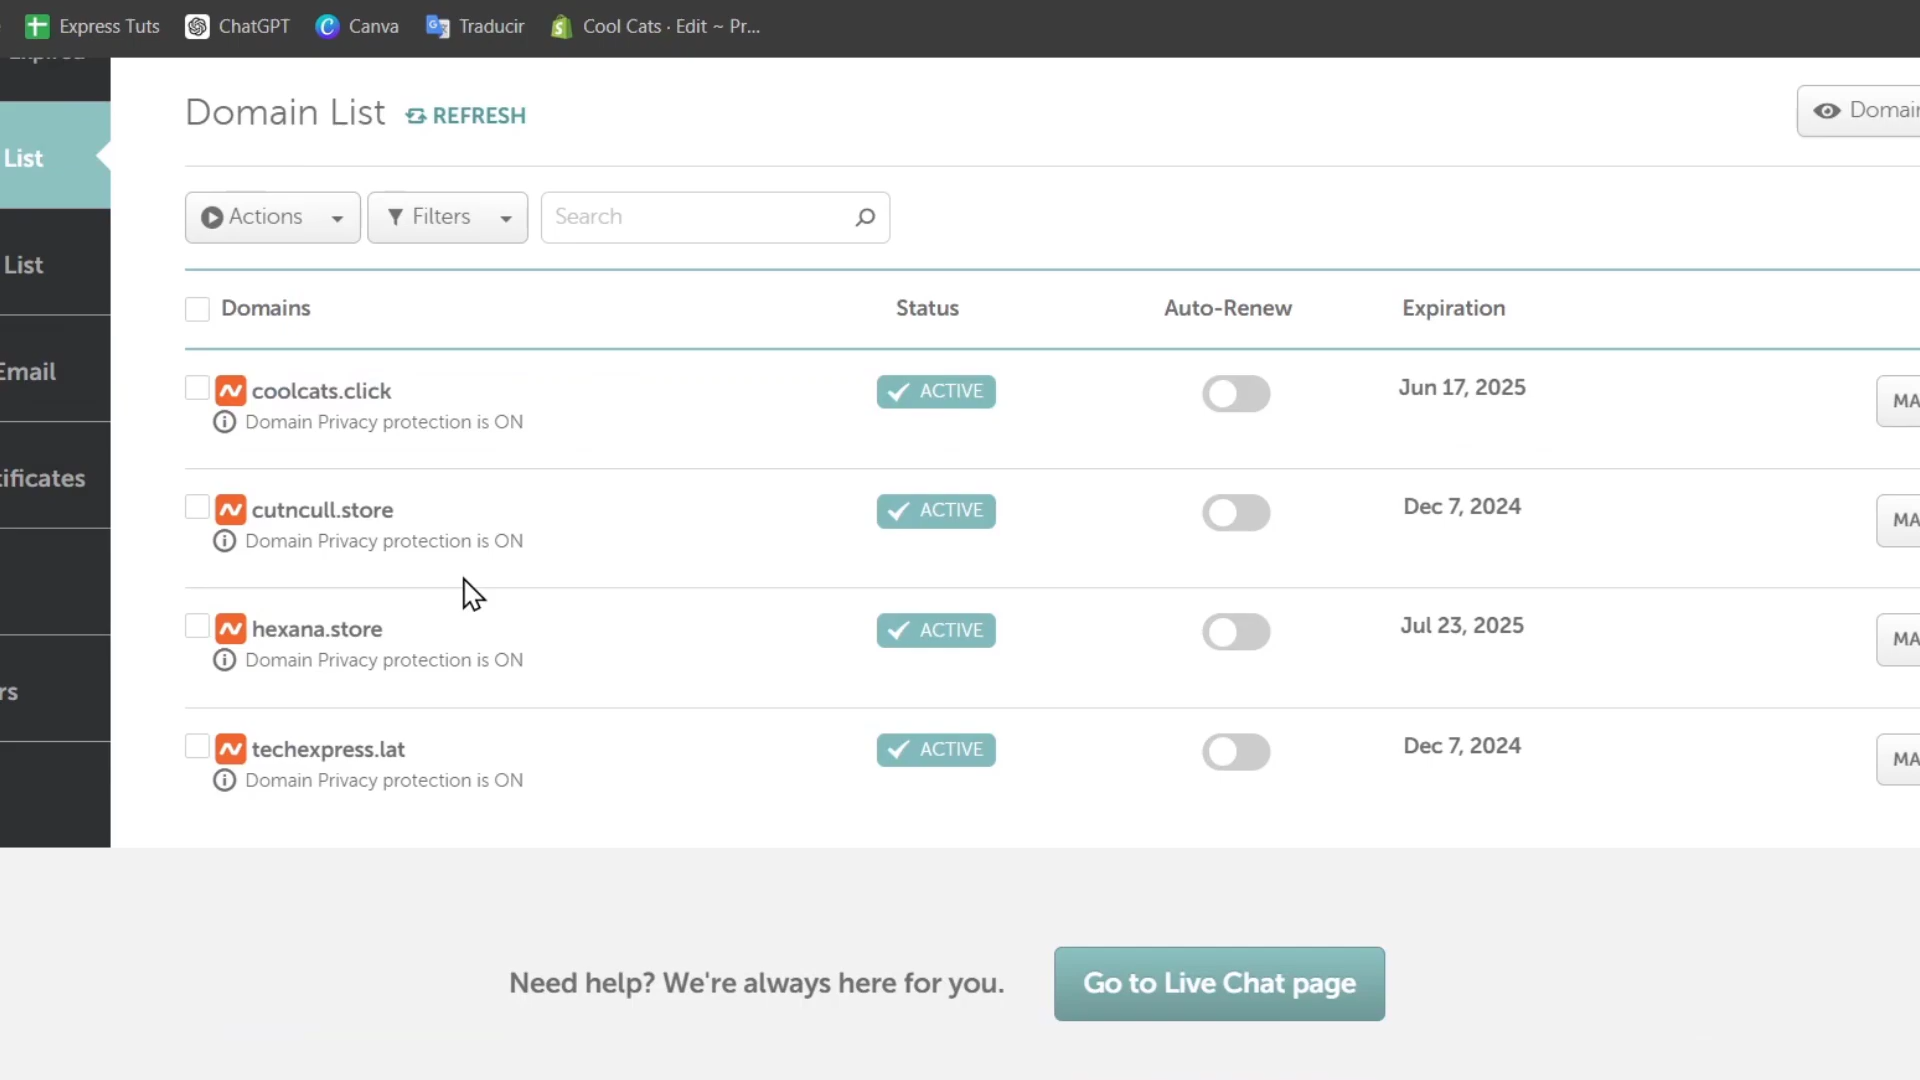 Express Tuts ChatGPT Canva Traducir Cool Cats · Edit ~ Pr...
Domain List REFRESH Domain
List
Actions Filters Search
List
Domains Status Auto-Renew Expiration
Email
coolcats.click ACTIVE Jun 17, 2025 MA
Domain Privacy protection is ON
tificates
cutncull.store ACTIVE Dec 7, 2024 MA
Domain Privacy protection is ON
hexana.store ACTIVE Jul 23, 2025 MA
Domain Privacy protection is ON
rs
techexpress.lat ACTIVE Dec 7, 2024 MA
Domain Privacy protection is ON
Need help? We're always here for you. Go to Live Chat page